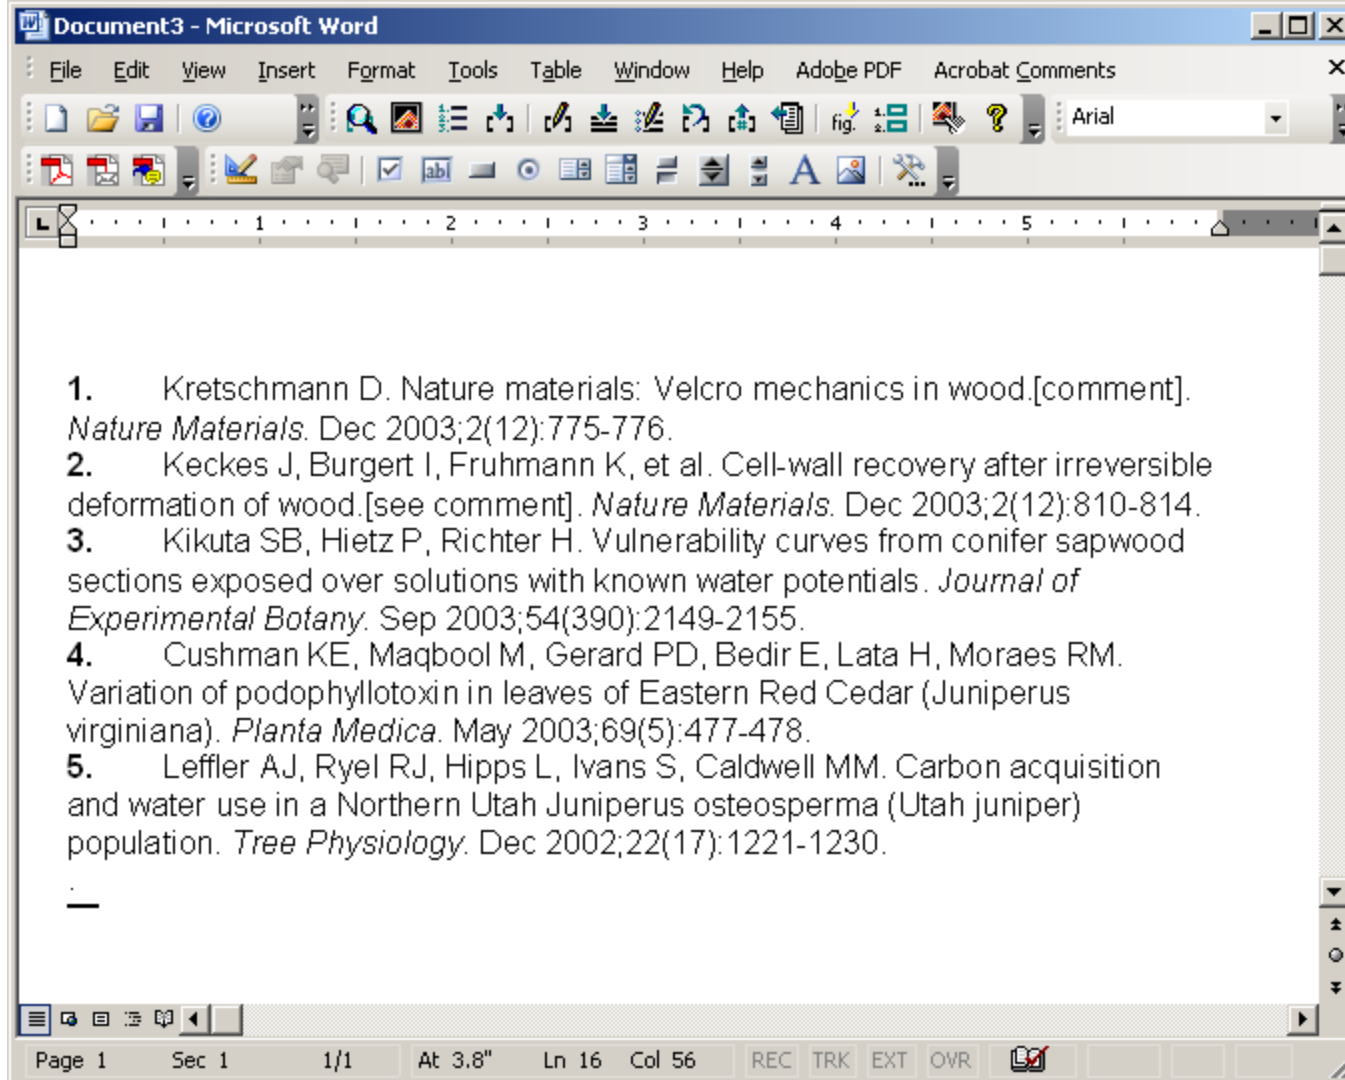 Document3 - Microsoft Word
File Edit View Insert Format Tools Table Window Help Adobe PDF Acrobat Comments
fig. Arial
abl A
L 1 2 3 4 5
1. Kretschmann D. Nature materials: Velcro mechanics in wood.[comment].
Nature Materials. Dec 2003;2(12):775-776.
2. Keckes J, Burgert I, Fruhmann K, et al. Cell-wall recovery after irreversible
deformation of wood.[see comment]. Nature Materials. Dec 2003;2(12):810-814.
3. Kikuta SB, Hietz P, Richter H. Vulnerability curves from conifer sapwood
sections exposed over solutions with known water potentials. Journal of
Experimental Botany. Sep 2003;54(390):2149-2155.
4. Cushman KE, Maqbool M, Gerard PD, Bedir E, Lata H, Moraes RM.
Variation of podophyllotoxin in leaves of Eastern Red Cedar (Juniperus
virginiana). Planta Medica. May 2003;69(5):477-478.
5. Leffler AJ, Ryel RJ, Hipps L, Ivans S, Caldwell MM. Carbon acquisition
and water use in a Northern Utah Juniperus osteosperma (Utah juniper)
population. Tree Physiology. Dec 2002;22(17):1221-1230.
.
Page 1 Sec 1 1/1 At 3.8" Ln 16 Col 56 REC TRK EXT OVR